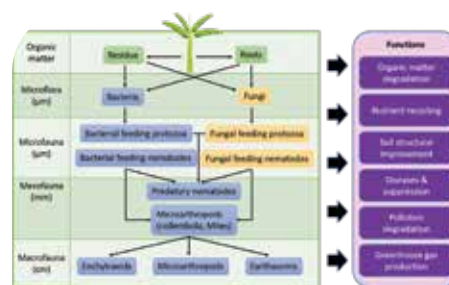 Organic
matter
Residue
Roots
Microflora
(μm)
Bacteria
Fungi
Microfauna
(μm)
Bacterial feeding protozoa
Fungal feeding protozoa
Bacterial feeding nematodes
Fungal feeding nematodes
Mesofauna
(mm)
Predatory nematodes
Microarthropods
(collembolla, Mites)
Macrofauna
(cm)
Enchytraeids
Microarthropods
Earthworms
Functions
Organic matter
degradation
Nutrient recycling
Soil structure
improvement
Diseases &
suppression
Pollution
degradation
Greenhouse gas
production